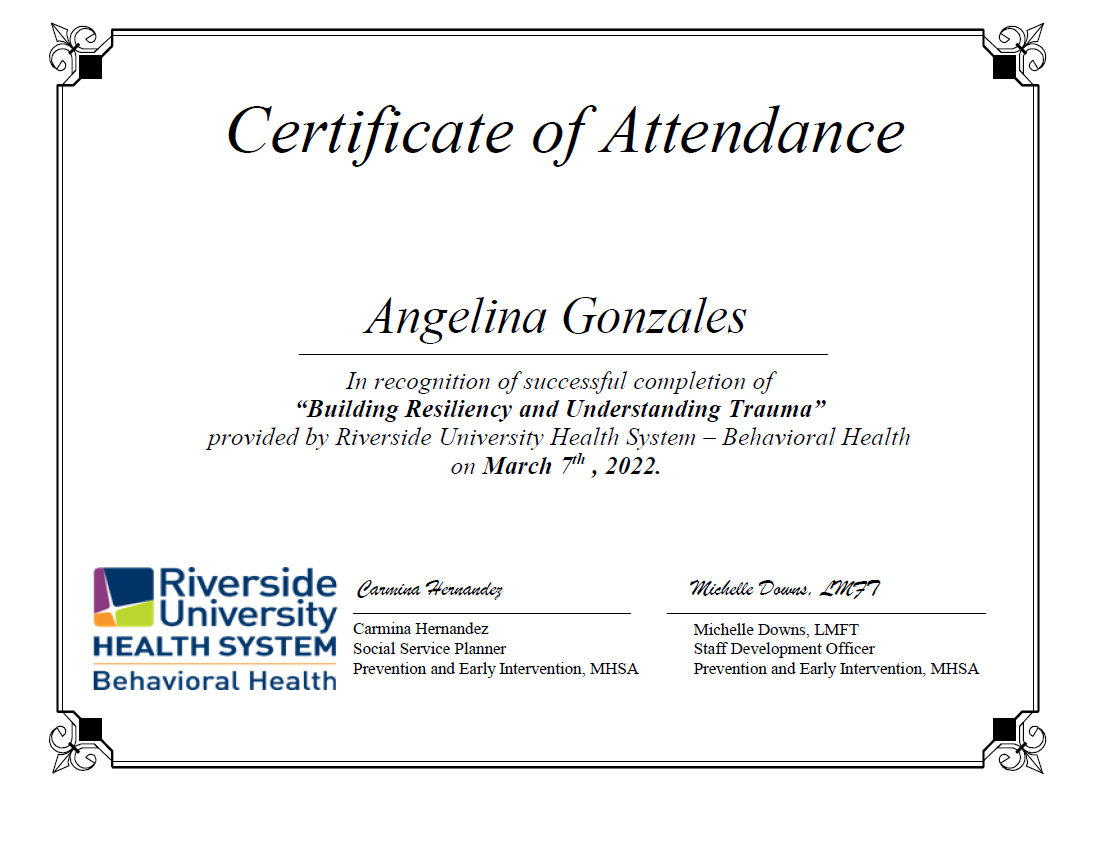 Certificate of Attendance
Angelina Gonzales
In recognition of successful completion of
“Building Resiliency and Understanding Trauma”
provided by Riverside University Health System – Behavioral Health
on March 7th , 2022.
Riverside
University
HEALTH SYSTEM
Behavioral Health
Carmina Hernandez
Carmina Hernandez
Social Service Planner
Prevention and Early Intervention, MHSA
Michelle Downs, LMFT
Michelle Downs, LMFT
Staff Development Officer
Prevention and Early Intervention, MHSA